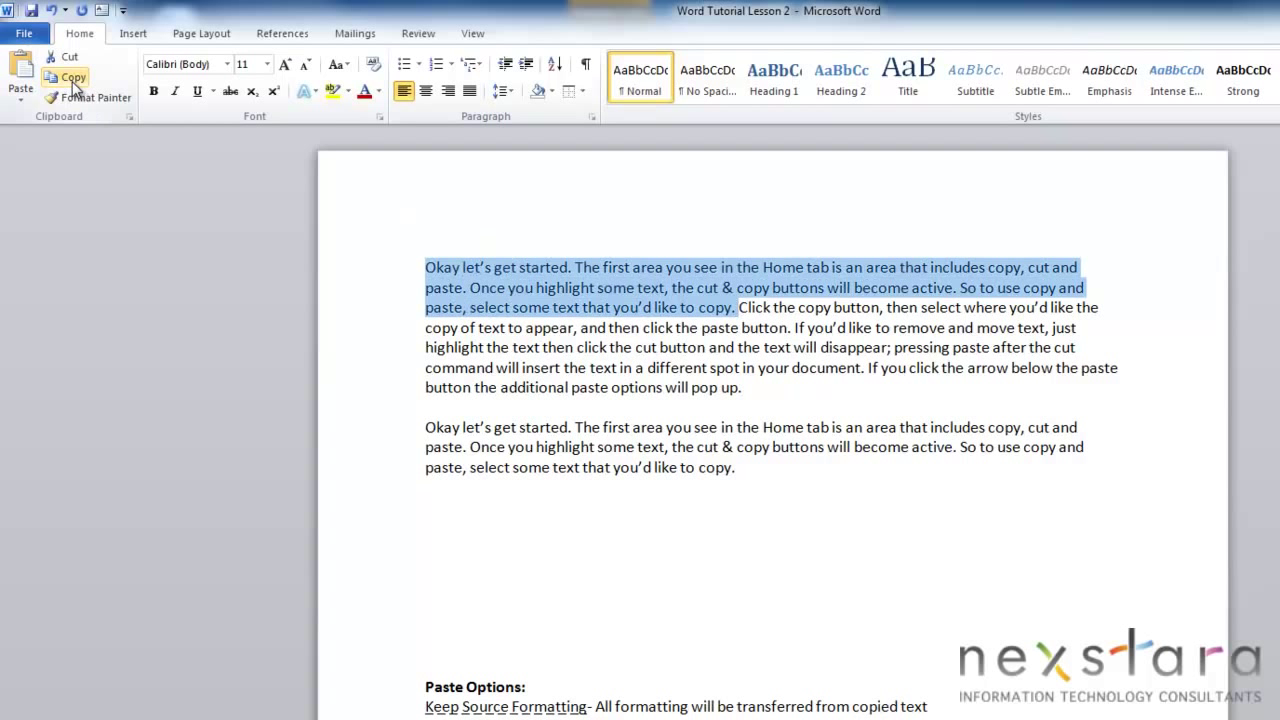 Word Tutorial Lesson 2 - Microsoft Word
File Home Insert Page Layout References Mailings Review View
Cut
Copy
Format Painter
Paste
Clipboard
Calibri (Body) 11
Font
Paragraph
AaBbCcDc AaBbCcDc AaBbC( AaBbCc AaB AaBbCc. AaBbCcDc AaBbCcDc AaBbCcDc AaBbCcDc
¶ Normal ¶ No Spaci... Heading 1 Heading 2 Title Subtitle Subtle Em... Emphasis Intense E... Strong
Styles
Okay let’s get started. The first area you see in the Home tab is an area that includes copy, cut and
paste. Once you highlight some text, the cut & copy buttons will become active. So to use copy and
paste, select some text that you’d like to copy. Click the copy button, then select where you’d like the
copy of text to appear, and then click the paste button. If you’d like to remove and move text, just
highlight the text then click the cut button and the text will disappear; pressing paste after the cut
command will insert the text in a different spot in your document. If you click the arrow below the paste
button the additional paste options will pop up.
Okay let’s get started. The first area you see in the Home tab is an area that includes copy, cut and
paste. Once you highlight some text, the cut & copy buttons will become active. So to use copy and
paste, select some text that you’d like to copy.
Paste Options:
Keep Source Formatting- All formatting will be transferred from copied text
nexstara
INFORMATION TECHNOLOGY CONSULTANTS